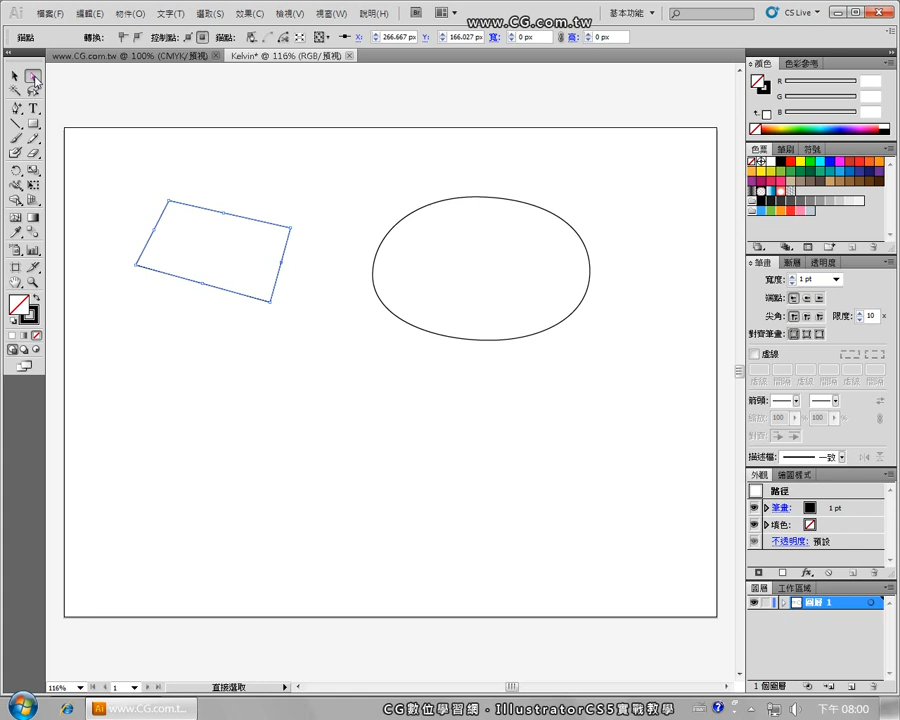 Ai 檔案(F) 編輯(E) 物件(O) 文字(T) 選取(S) 效果(C) 檢視(V) 視窗(W) 說明(H) Br 基本功能 CS Live
www.CG.com.tw
錨點 轉換: 控制點: 錨點: X: 266.667 px Y: 166.027 px 寬: 0 px 高: 0 px
www.CG.com.tw @ 100% (CMYK/預視) Kelvin* @ 116% (RGB/預視)
顏色 色彩參考
R
G
B
色票 筆刷 符號
筆畫 漸層 透明度
寬度: 1 pt
端點:
尖角: 限度: 10 x
對齊筆畫:
虛線
虛線 間隔 虛線 間隔 虛線 間隔
箭頭:
縮放: 100 % 100 %
對齊:
描述檔: 一致
外觀 繪圖樣式
路徑
筆畫: 1 pt
填色:
不透明度: 預設
圖層 工作區域
圖層 1
1 個圖層
116% 1 直接選取
www.CG.com.t... CG數位學習網-IllustratorCS5實戰教學 下午 08:00